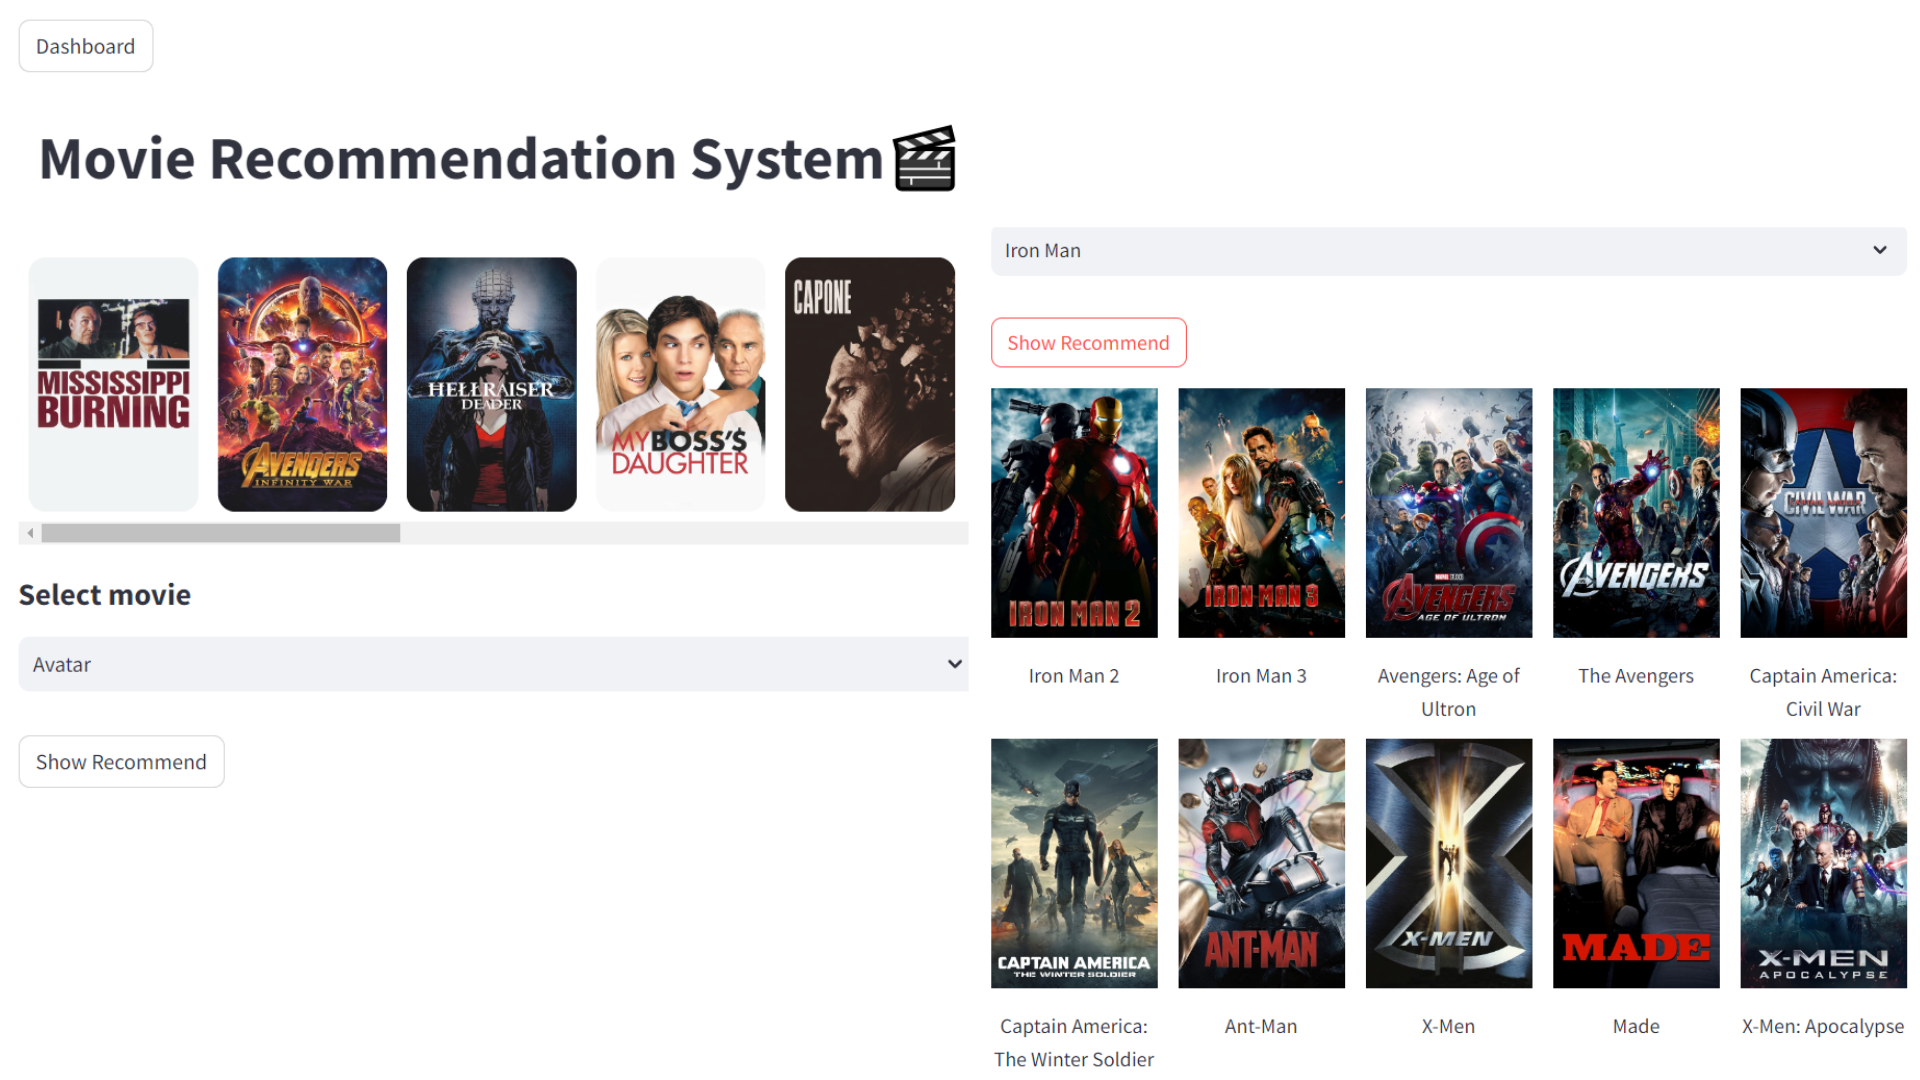 Dashboard
Movie Recommendation System
MISSISSIPPI
BURNING
AVENGERS
INFINITY WAR
HELLRAISER
DEADER
MY BOSS'S
DAUGHTER
CAPONE
Select movie
Avatar
Show Recommend
Iron Man
Show Recommend
IRON MAN 2
IRON MAN 3
AVENGERS
AGE OF ULTRON
AVENGERS
CIVIL WAR
Iron Man 2
Iron Man 3
Avengers: Age of
Ultron
The Avengers
Captain America:
Civil War
CAPTAIN AMERICA
THE WINTER SOLDIER
ANT-MAN
X-MEN
MADE
X-MEN
APOCALYPSE
Captain America:
The Winter Soldier
Ant-Man
X-Men
Made
X-Men: Apocalypse